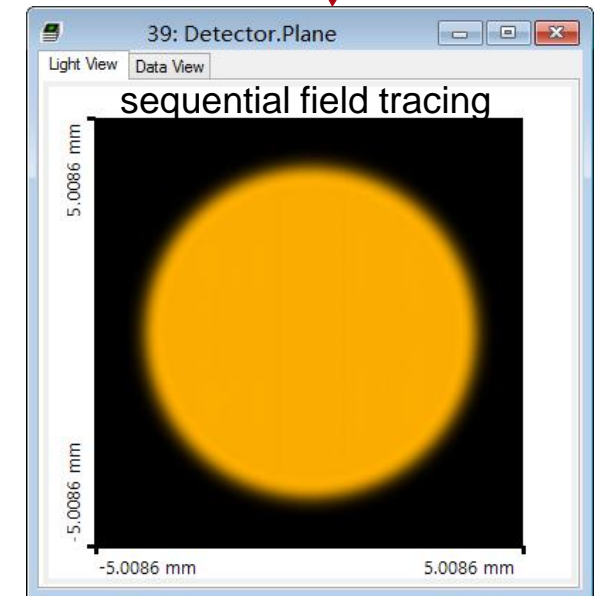 39: Detector.Plane
Light View
Data View
sequential field tracing
5.0086 mm
-5.0086 mm
-5.0086 mm
5.0086 mm